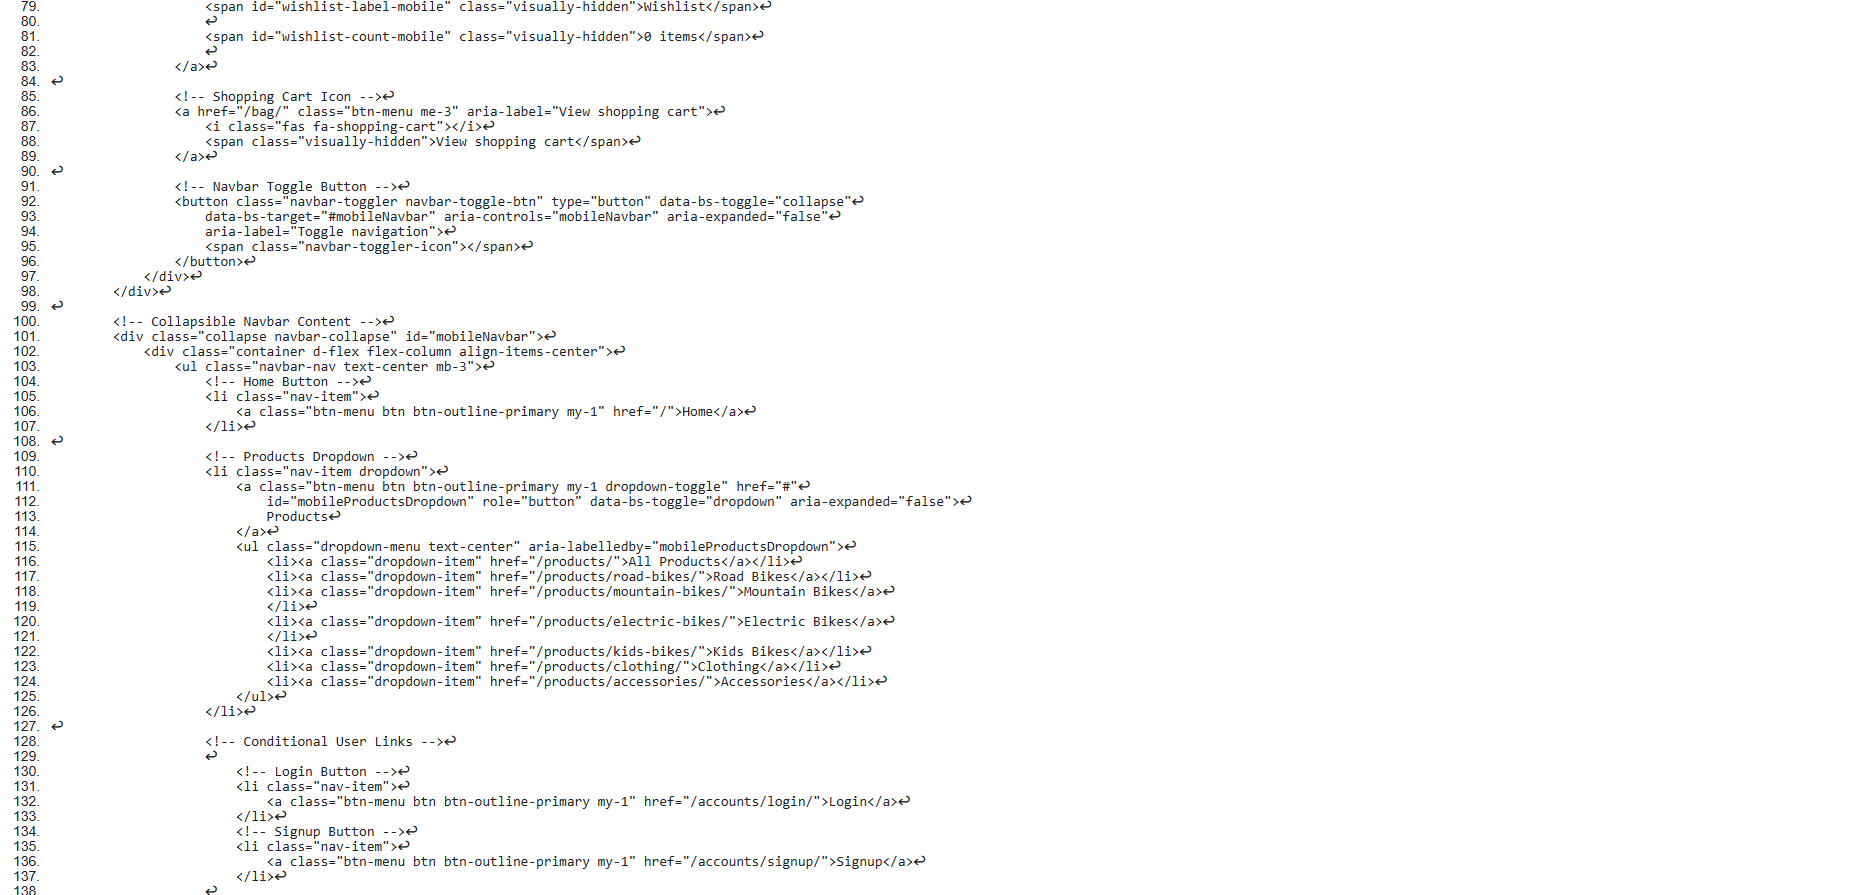 79. <span id="wishlist-label-mobile" class="visually-hidden">Wishlist</span>↩
80. ↩
81. <span id="wishlist-count-mobile" class="visually-hidden">0 items</span>↩
82. ↩
83. </a>↩
84. ↩
85. <!-- Shopping Cart Icon -->↩
86. <a href="/bag/" class="btn-menu me-3" aria-label="View shopping cart">↩
87. <i class="fas fa-shopping-cart"></i>↩
88. <span class="visually-hidden">View shopping cart</span>↩
89. </a>↩
90. ↩
91. <!-- Navbar Toggle Button -->↩
92. <button class="navbar-toggler navbar-toggle-btn" type="button" data-bs-toggle="collapse"↩
93. data-bs-target="#mobileNavbar" aria-controls="mobileNavbar" aria-expanded="false"↩
94. aria-label="Toggle navigation">↩
95. <span class="navbar-toggler-icon"></span>↩
96. </button>↩
97. </div>↩
98. </div>↩
99. ↩
100. <!-- Collapsible Navbar Content -->↩
101. <div class="collapse navbar-collapse" id="mobileNavbar">↩
102. <div class="container d-flex flex-column align-items-center">↩
103. <ul class="navbar-nav text-center mb-3">↩
104. <!-- Home Button -->↩
105. <li class="nav-item">↩
106. <a class="btn-menu btn btn-outline-primary my-1" href="/">Home</a>↩
107. </li>↩
108. ↩
109. <!-- Products Dropdown -->↩
110. <li class="nav-item dropdown">↩
111. <a class="btn-menu btn btn-outline-primary my-1 dropdown-toggle" href="#"↩
112. id="mobileProductsDropdown" role="button" data-bs-toggle="dropdown" aria-expanded="false">↩
113. Products↩
114. </a>↩
115. <ul class="dropdown-menu text-center" aria-labelledby="mobileProductsDropdown">↩
116. <li><a class="dropdown-item" href="/products/">All Products</a></li>↩
117. <li><a class="dropdown-item" href="/products/road-bikes/">Road Bikes</a></li>↩
118. <li><a class="dropdown-item" href="/products/mountain-bikes/">Mountain Bikes</a>↩
119. </li>↩
120. <li><a class="dropdown-item" href="/products/electric-bikes/">Electric Bikes</a>↩
121. </li>↩
122. <li><a class="dropdown-item" href="/products/kids-bikes/">Kids Bikes</a></li>↩
123. <li><a class="dropdown-item" href="/products/clothing/">Clothing</a></li>↩
124. <li><a class="dropdown-item" href="/products/accessories/">Accessories</a></li>↩
125. </ul>↩
126. </li>↩
127. ↩
128. <!-- Conditional User Links -->↩
129. ↩
130. <!-- Login Button -->↩
131. <li class="nav-item">↩
132. <a class="btn-menu btn btn-outline-primary my-1" href="/accounts/login/">Login</a>↩
133. </li>↩
134. <!-- Signup Button -->↩
135. <li class="nav-item">↩
136. <a class="btn-menu btn btn-outline-primary my-1" href="/accounts/signup/">Signup</a>↩
137. </li>↩
138 ↩